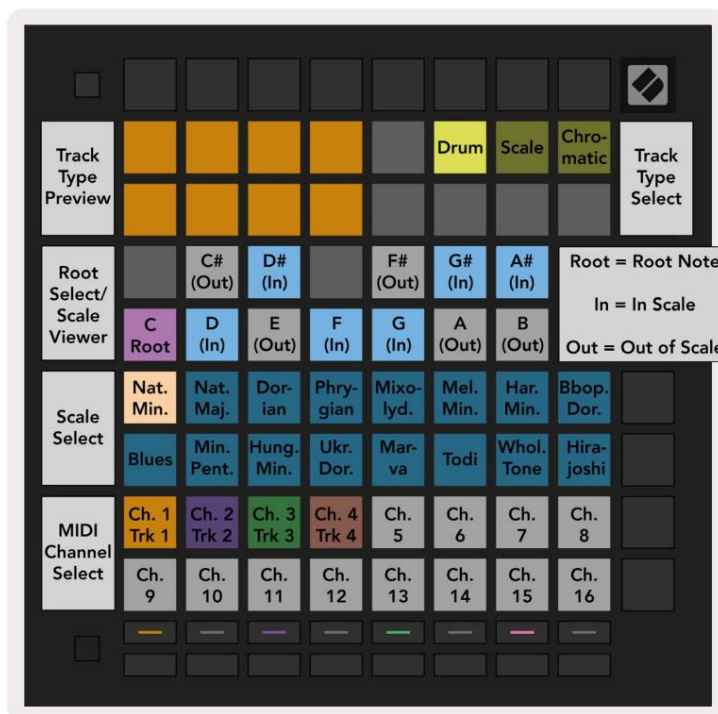 Track
Type
Preview
Drum
Scale
Chro-
matic
Track
Type
Select
Root
Select/
Scale
Viewer
C#
(Out)
D#
(In)
F#
(Out)
G#
(In)
A#
(In)
Root = Root Note
In = In Scale
Out = Out of Scale
C
Root
D
(In)
E
(Out)
F
(In)
G
(In)
A
(Out)
B
(Out)
Scale
Select
Nat.
Min.
Nat.
Maj.
Dor-
ian
Phry-
gian
Mixo-
lyd.
Mel.
Min.
Har.
Min.
Bbop.
Dor.
Blues
Min.
Pent.
Hung.
Min.
Ukr.
Dor.
Mar-
va
Todi
Whol.
Tone
Hira-
joshi
MIDI
Channel
Select
Ch. 1
Trk 1
Ch. 2
Trk 2
Ch. 3
Trk 3
Ch. 4
Trk 4
Ch.
5
Ch.
6
Ch.
7
Ch.
8
Ch.
9
Ch.
10
Ch.
11
Ch.
12
Ch.
13
Ch.
14
Ch.
15
Ch.
16